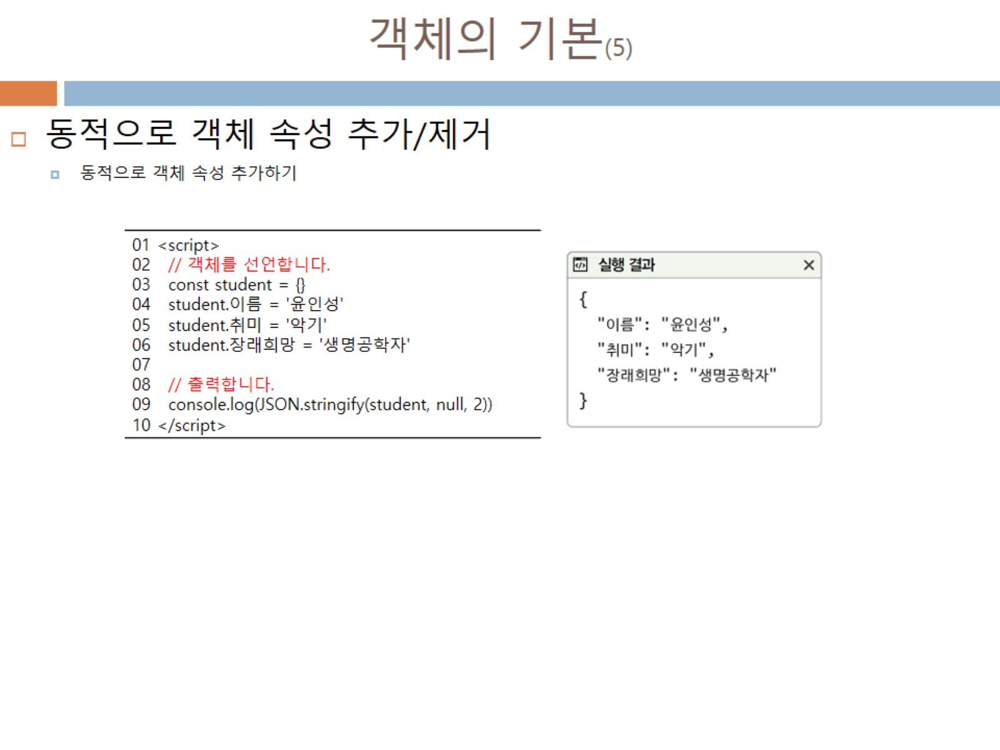 객체의 기본(5)
동적으로 객체 속성 추가/제거
동적으로 객체 속성 추가하기
01 <script>
02 // 객체를 선언합니다.
03 const student = {}
04 student.이름 = '윤인성'
05 student.취미 = '악기'
06 student.장래희망 = '생명공학자'
07
08 // 출력합니다.
09 console.log(JSON.stringify(student, null, 2))
10 </script>
실행 결과
{
"이름": "윤인성",
"취미": "악기",
"장래희망": "생명공학자"
}